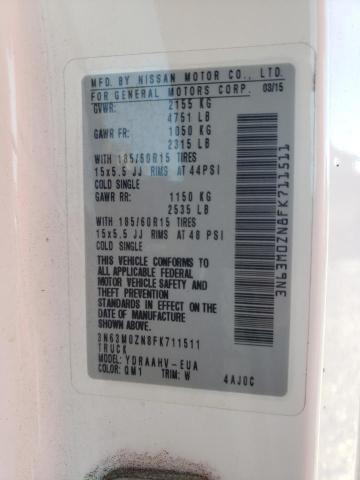 MFD. BY NISSAN MOTOR CO., LTD.
FOR GENERAL MOTORS CORP. 03/15
GVWR: 2155 KG
4751 LB
GAWR FR: 1050 KG
2315 LB
WITH 185/60R15 TIRES
15x5.5 JJ RIMS AT 44PSI
COLD SINGLE
GAWR RR: 1150 KG
2535 LB
WITH 185/60R15 TIRES
15x5.5 JJ RIMS AT 48 PSI
COLD SINGLE
THIS VEHICLE CONFORMS TO
ALL APPLICABLE FEDERAL
MOTOR VEHICLE SAFETY
AND THEFT PREVENTION
STANDARDS IN EFFECT ON THE
DATE OF MANUFACTURE
SHOWN ABOVE.
3N63M0ZN8FK711511
TRUCK
MODEL: YDRAAHV-EUA
COLOR: QM1 TRIM: W 4AJ0C
3N63M0ZN8FK711511